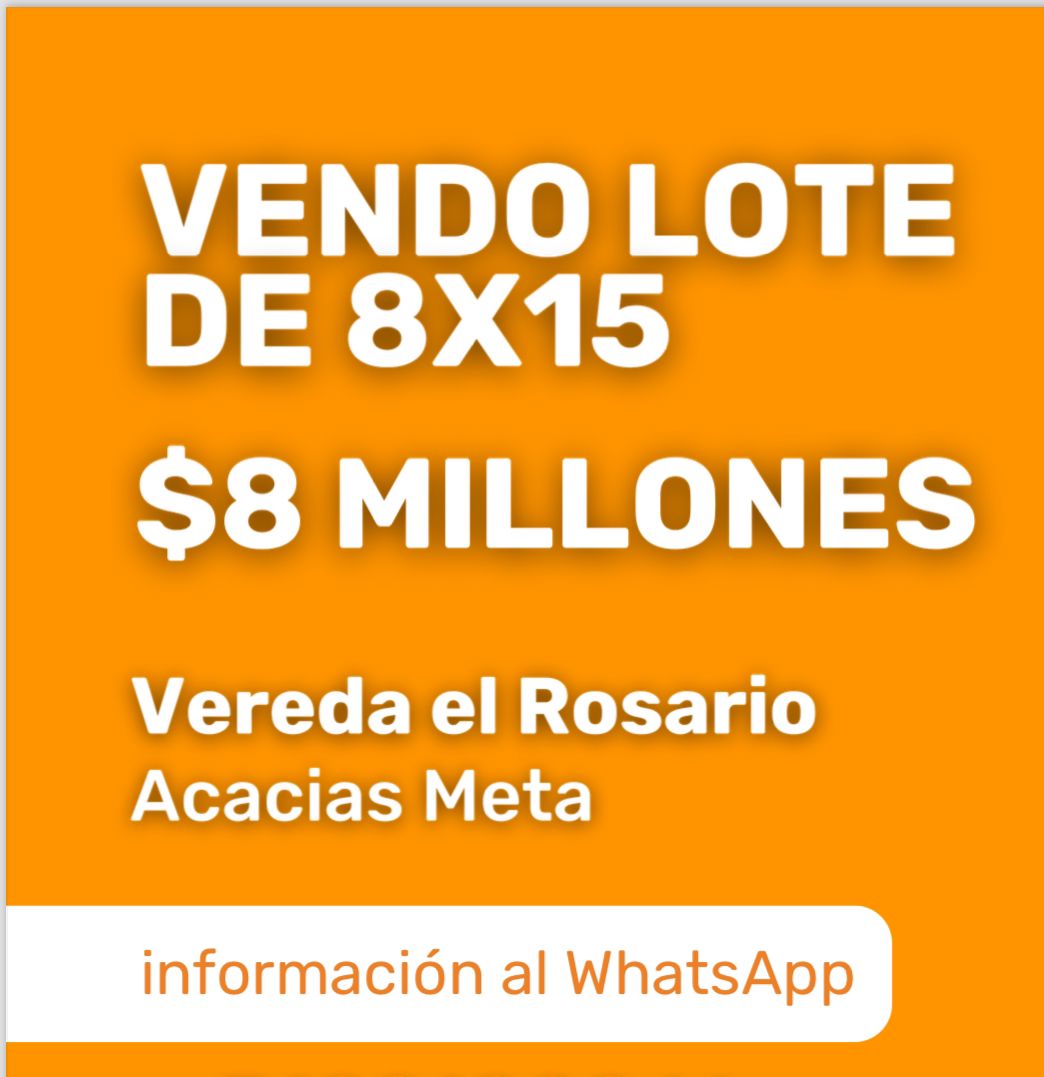 VENDO LOTE
DE 8X15
$8 MILLONES
Vereda el Rosario
Acacias Meta
información al WhatsApp